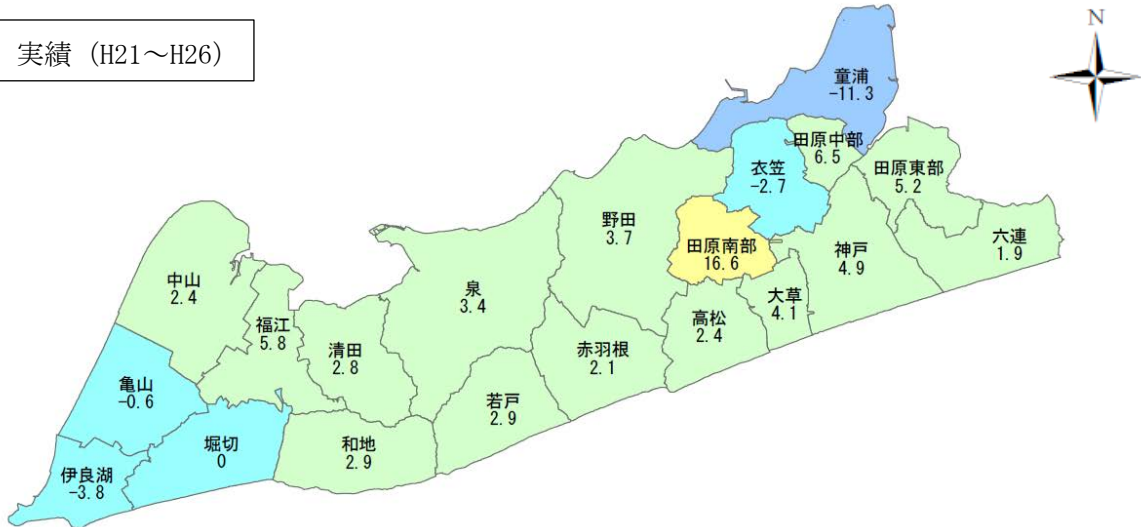 実績（H21～H26）
N
童浦
-11.3
田原中部
6.5
衣笠
-2.7
田原東部
5.2
野田
3.7
田原南部
16.6
神戸
4.9
六連
1.9
中山
2.4
泉
3.4
大草
4.1
福江
5.8
高松
2.4
清田
2.8
赤羽根
2.1
亀山
-0.6
若戸
2.9
堀切
0
和地
2.9
伊良湖
-3.8